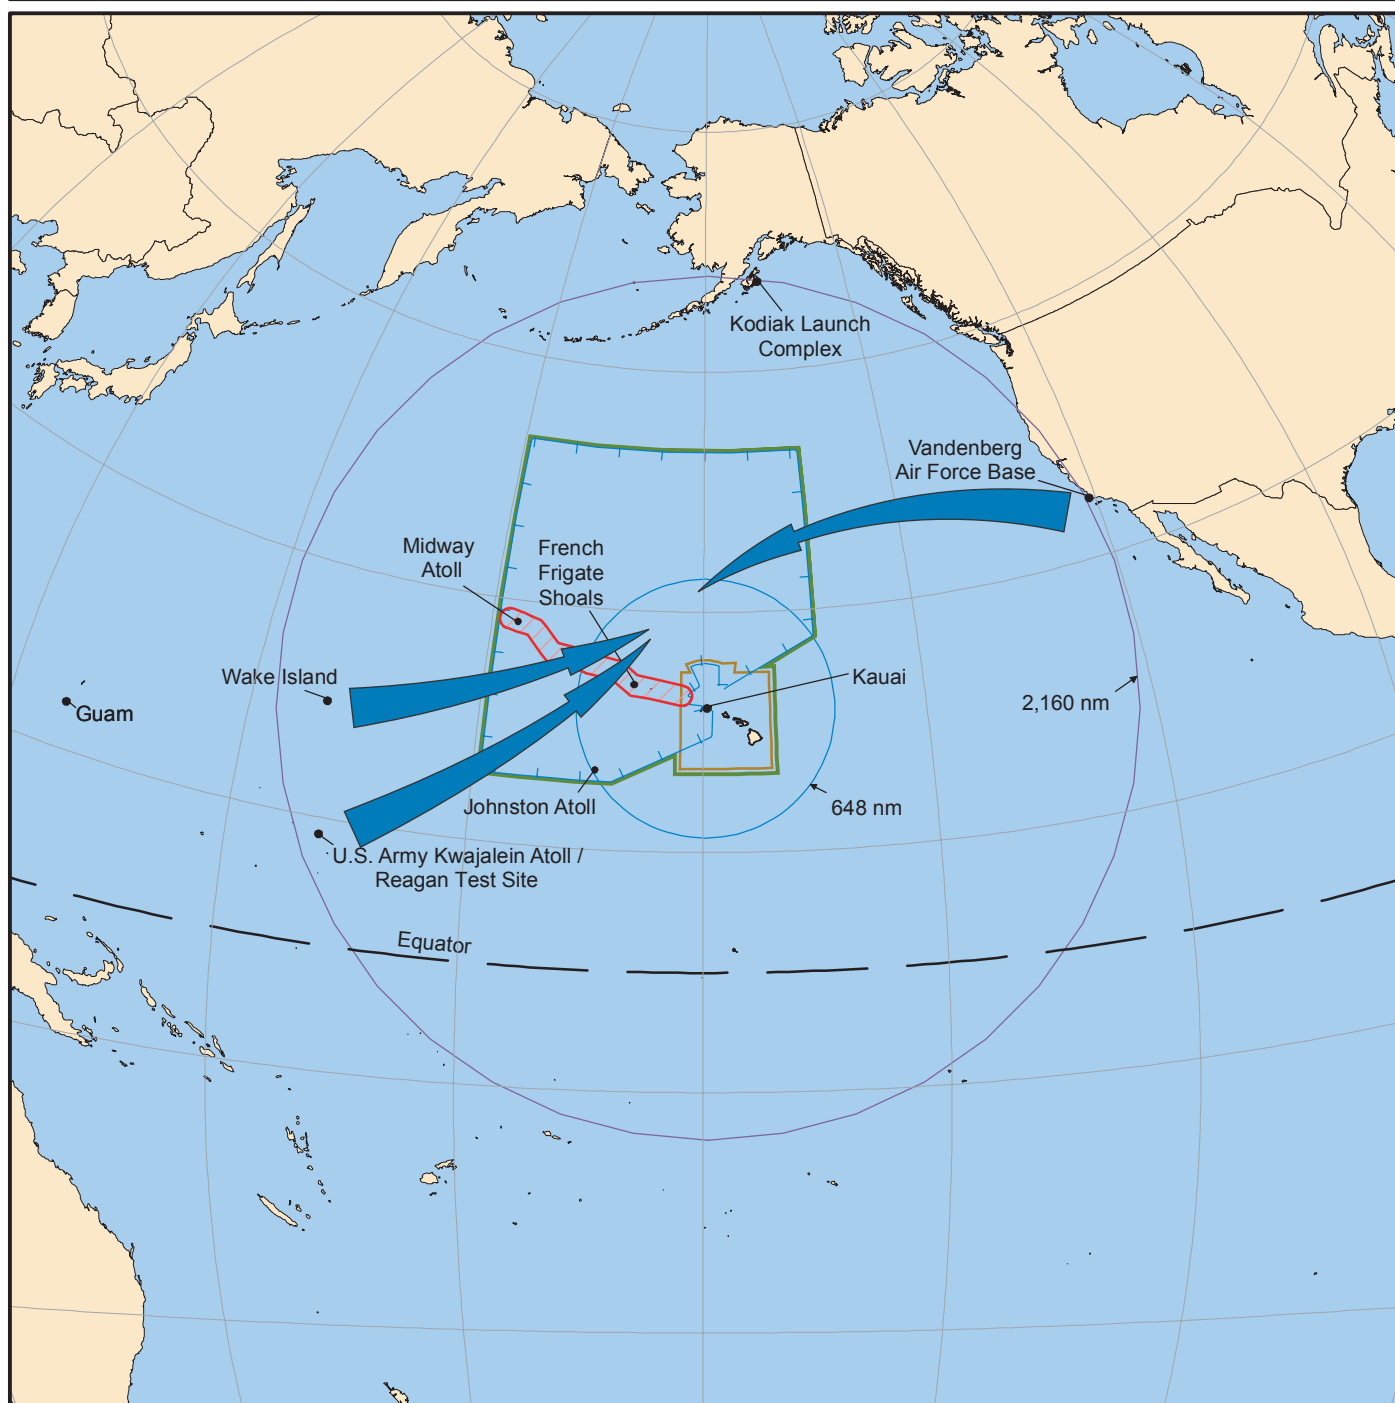 Kodiak Launch
Complex
Vandenberg
Air Force Base
Midway
Atoll
French
Frigate
Shoals
Wake Island
Kauai
Guam
2,160 nm
Johnston Atoll
648 nm
U.S. Army Kwajalein Atoll /
Reagan Test Site
Equator